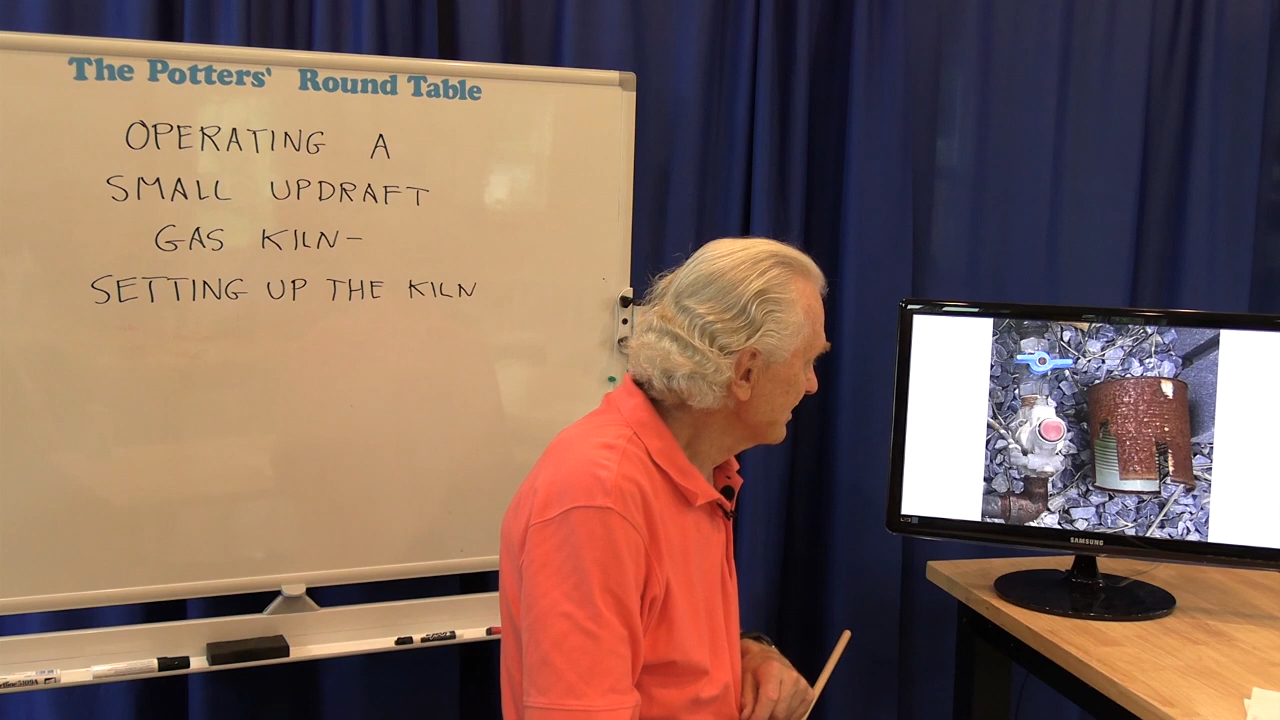 The Potters' Round Table
OPERATING A
SMALL UPDRAFT
GAS KILN-
SETTING UP THE KILN
SAMSUNG